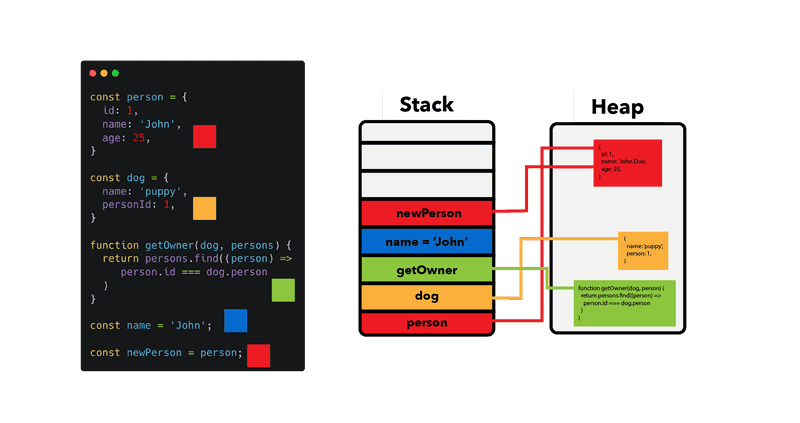 const person = {
id: 1,
name: 'John',
age: 25,
}
const dog = {
name: 'puppy',
personId: 1,
}
function getOwner(dog, persons) {
return persons.find((person) =>
person.id === dog.person
)
}
const name = 'John';
const newPerson = person;
Stack
newPerson
name = ‘John’
getOwner
dog
person
Heap
{
id: 1,
name: 'John Doe'
age: 25,
}
{
name:'puppy',
person: 1,
}
function getOwner(dog, person) {
return persons.find((person) =>
person.id === dog.person
)
}